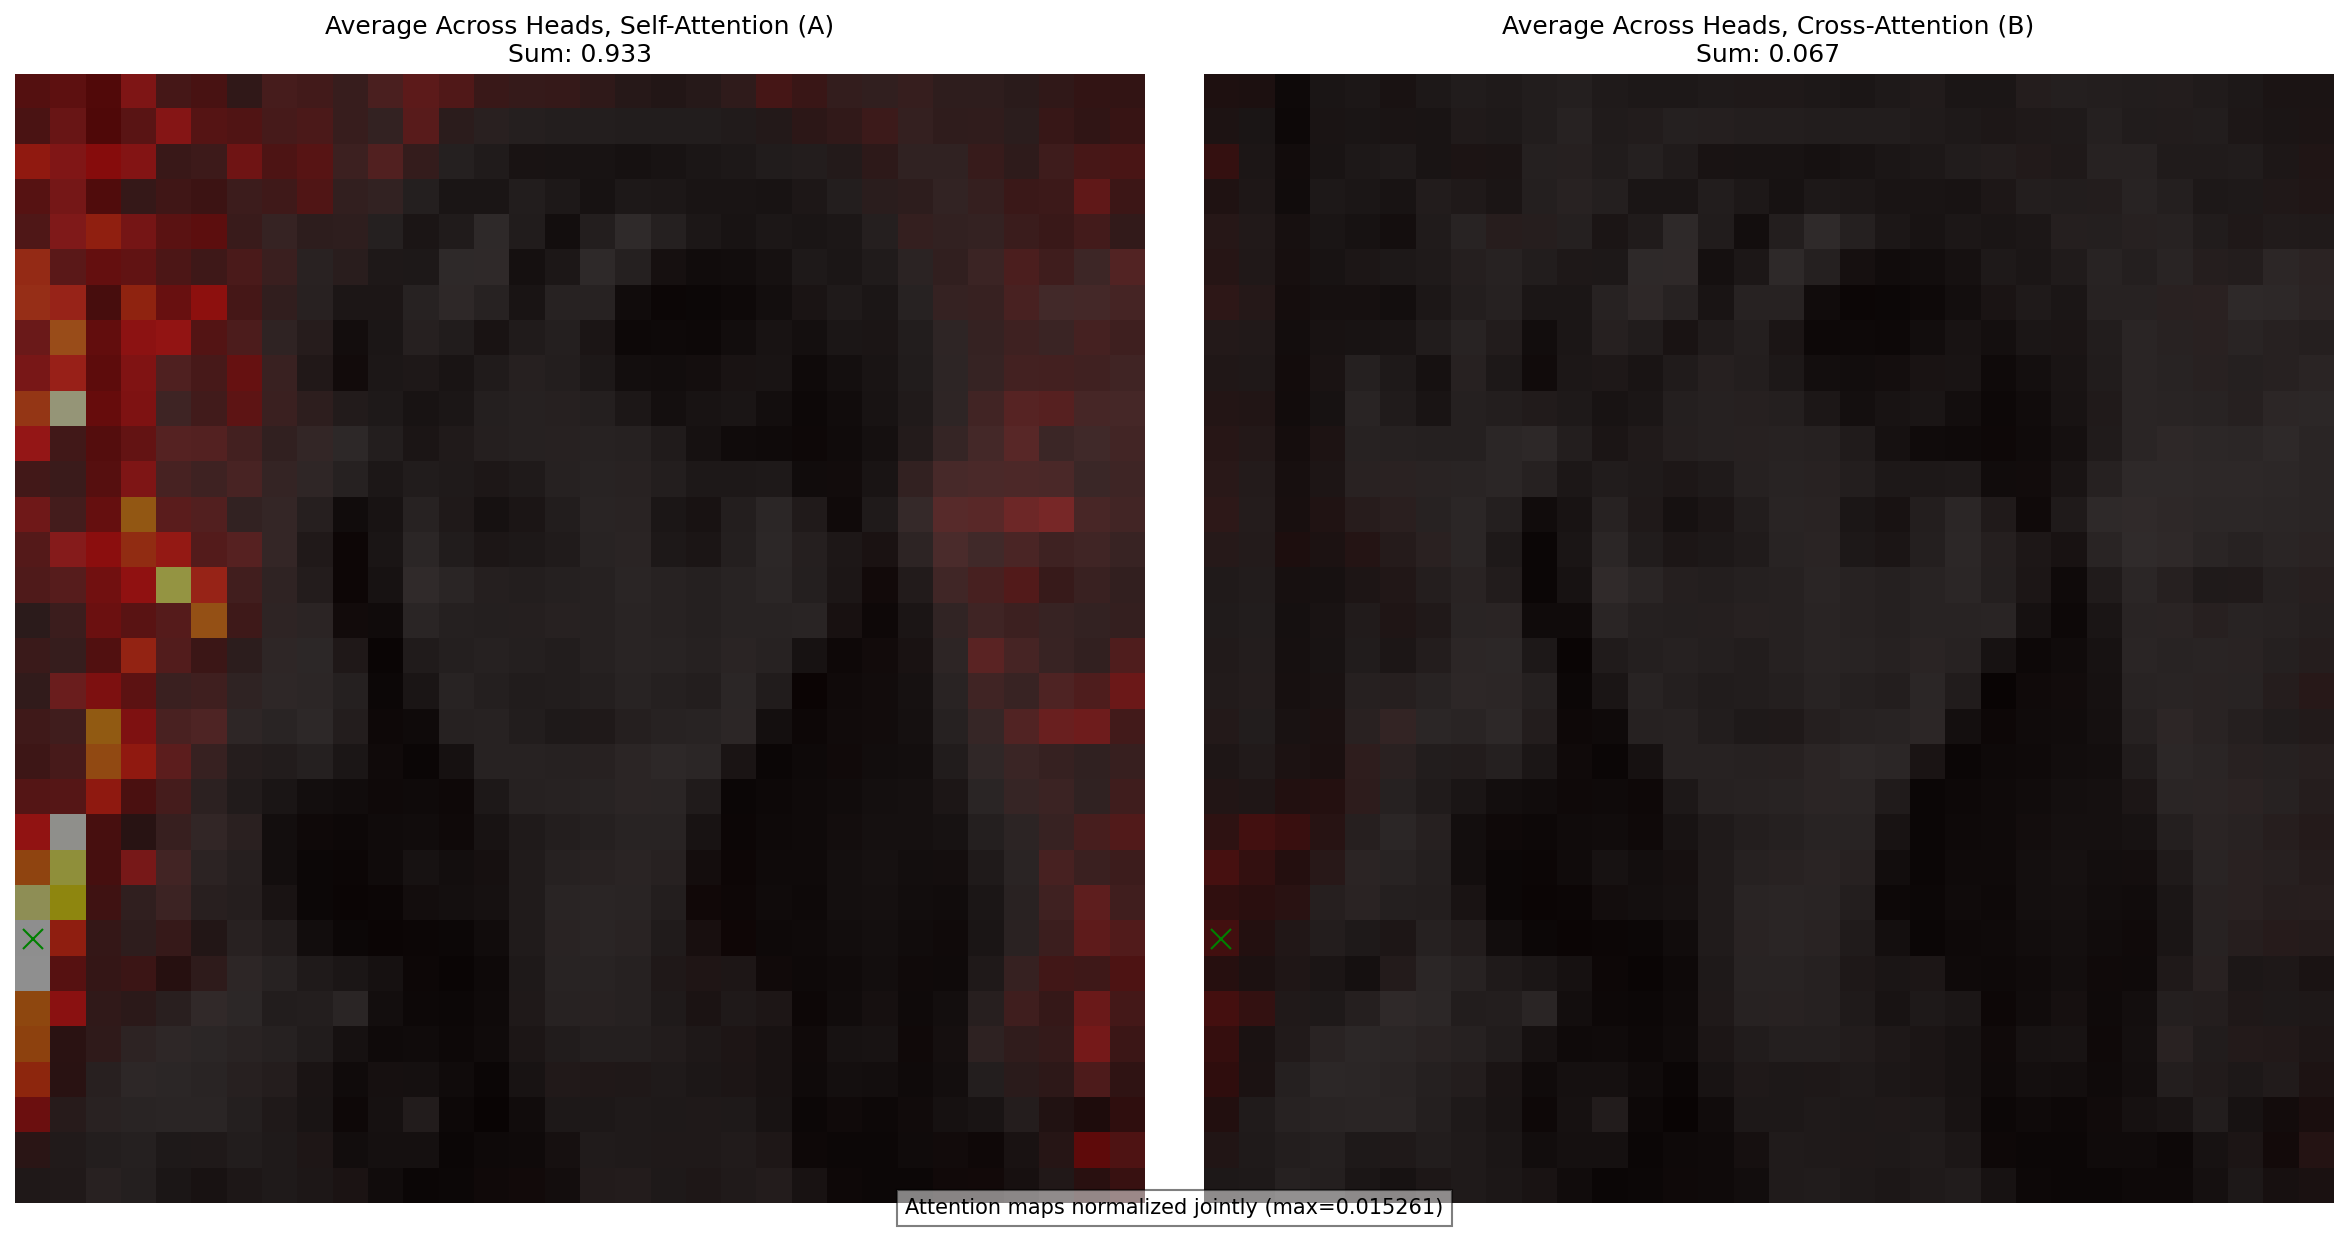 Average Across Heads, Self-Attention (A)
Sum: 0.933
Average Across Heads, Cross-Attention (B)
Sum: 0.067
Attention maps normalized jointly (max=0.015261)